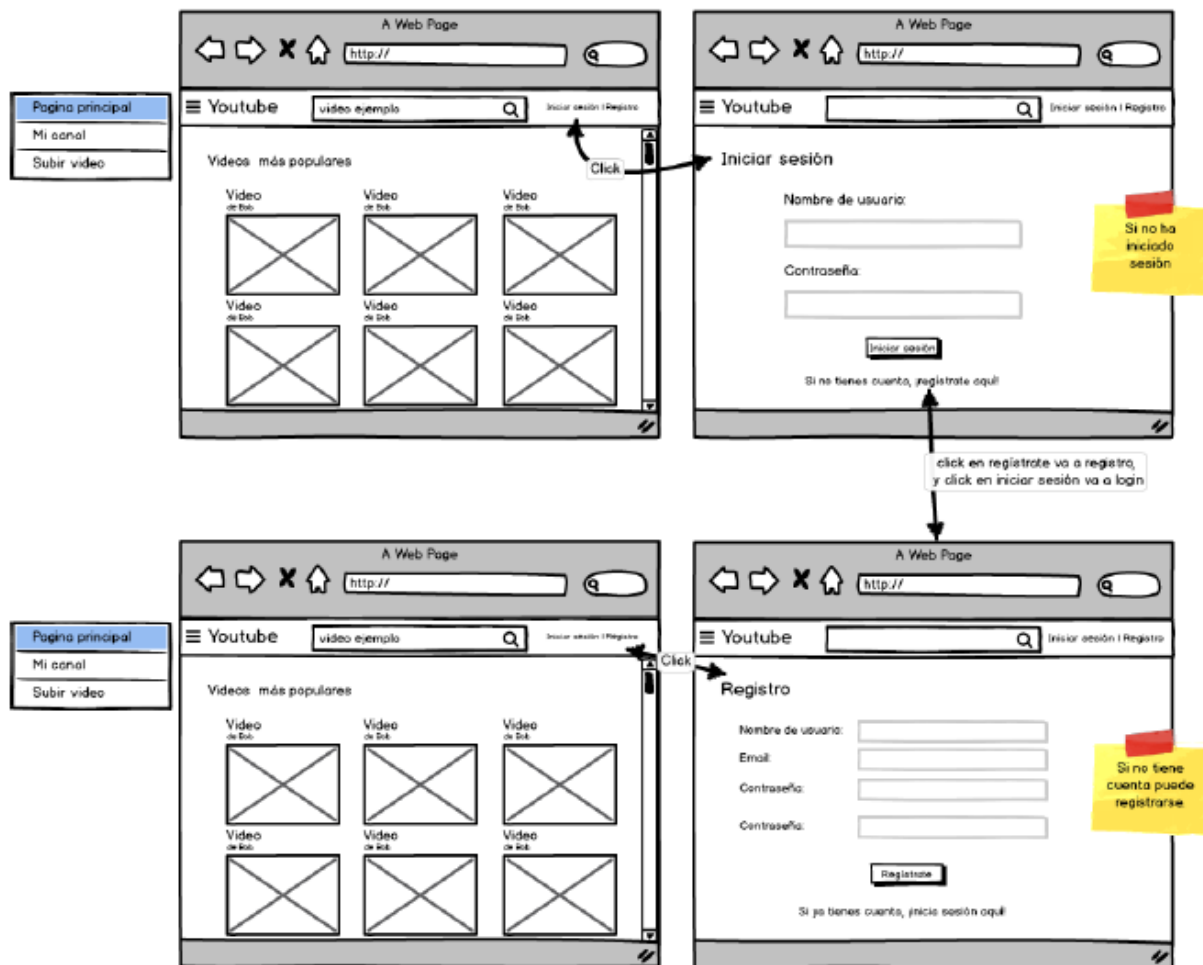 A Web Page
http://
Youtube
video ejemplo
Iniciar sesión | Registro
Pagina principal
Mi canal
Subir video
Videos más populares
Video
de Bob
Video
de Bob
Video
de Bob
Video
de Bob
Video
de Bob
Video
de Bob
Click
A Web Page
http://
Youtube
Iniciar sesión | Registro
Iniciar sesión
Nombre de usuario:
Contraseña:
Iniciar sesión
Si no tienes cuenta, ¡regístrate aquí!
Si no ha
iniciado
sesión
click en regístrate va a registro,
y click en iniciar sesión va a login
A Web Page
http://
Youtube
video ejemplo
Iniciar sesión | Registro
Pagina principal
Mi canal
Subir video
Videos más populares
Video
de Bob
Video
de Bob
Video
de Bob
Video
de Bob
Video
de Bob
Video
de Bob
Click
A Web Page
http://
Youtube
Iniciar sesión | Registro
Registro
Nombre de usuario:
Email:
Contraseña:
Contraseña:
Regístrate
Si ya tienes cuenta, ¡inicia sesión aquí!
Si no tiene
cuenta puede
registrarse